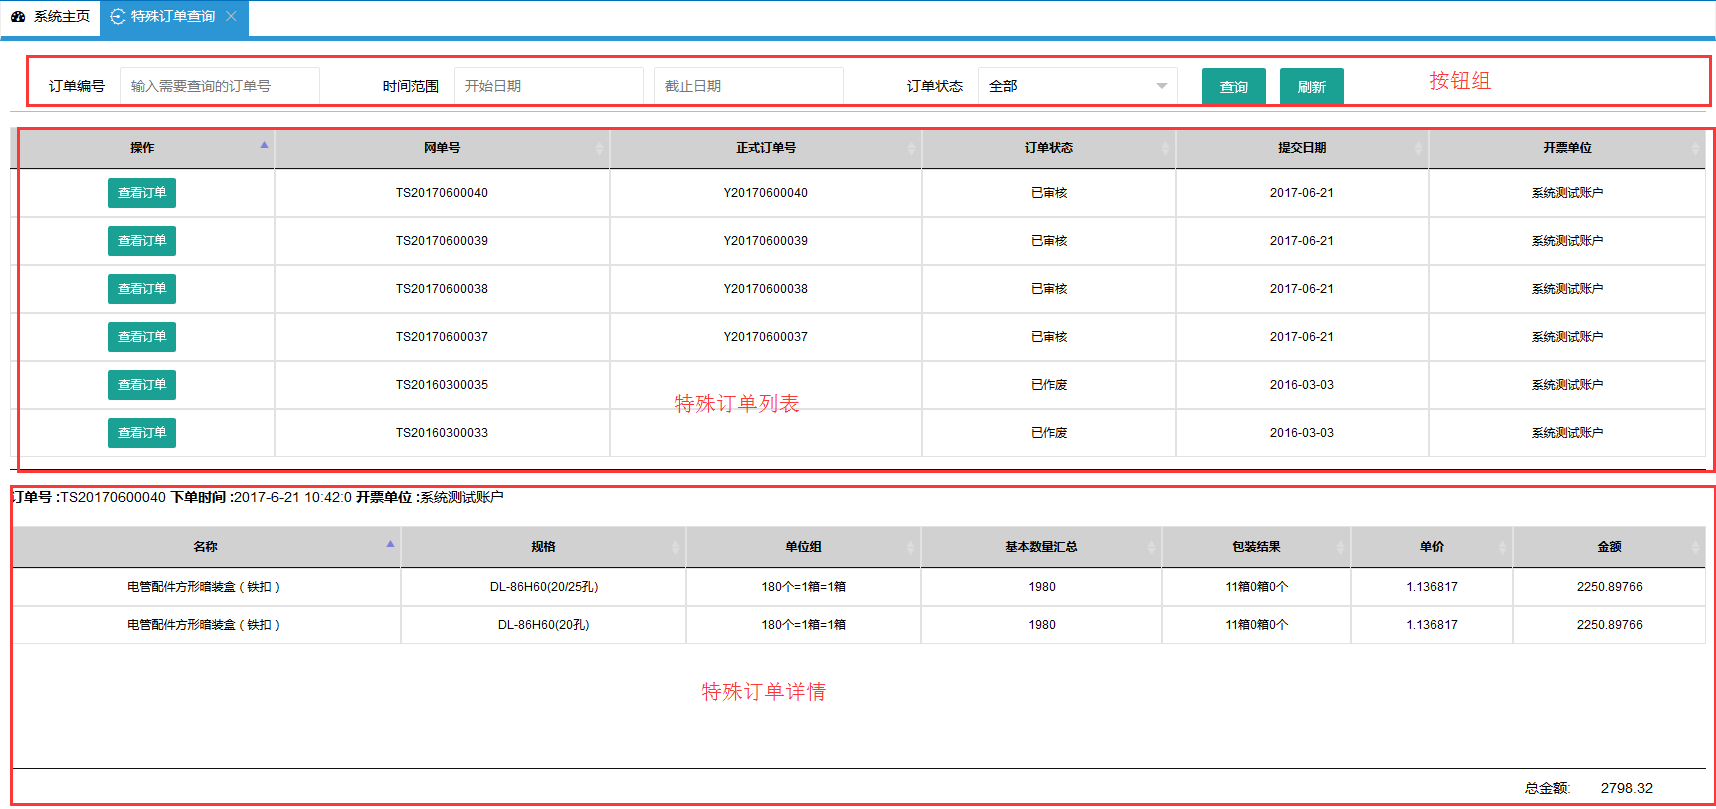 系统主页 特殊订单查询
订单编号 输入需要查询的订单号 时间范围 开始日期 截止日期 订单状态 全部 查询 刷新 按钮组
操作 网单号 正式订单号 订单状态 提交日期 开票单位
查看订单 TS20170600040 Y20170600040 已审核 2017-06-21 系统测试账户
查看订单 TS20170600039 Y20170600039 已审核 2017-06-21 系统测试账户
查看订单 TS20170600038 Y20170600038 已审核 2017-06-21 系统测试账户
查看订单 TS20170600037 Y20170600037 已审核 2017-06-21 系统测试账户
查看订单 TS20160300035 已作废 2016-03-03 系统测试账户
特殊订单列表
查看订单 TS20160300033 已作废 2016-03-03 系统测试账户
订单号 :TS20170600040 下单时间 :2017-6-21 10:42:0 开票单位 :系统测试账户
名称 规格 单位组 基本数量汇总 包装结果 单价 金额
电管配件方形暗装盒（铁扣） DL-86H60(20/25孔) 180个=1箱=1箱 1980 11箱0箱0个 1.136817 2250.89766
电管配件方形暗装盒（铁扣） DL-86H60(20孔) 180个=1箱=1箱 1980 11箱0箱0个 1.136817 2250.89766
特殊订单详情
总金额: 2798.32